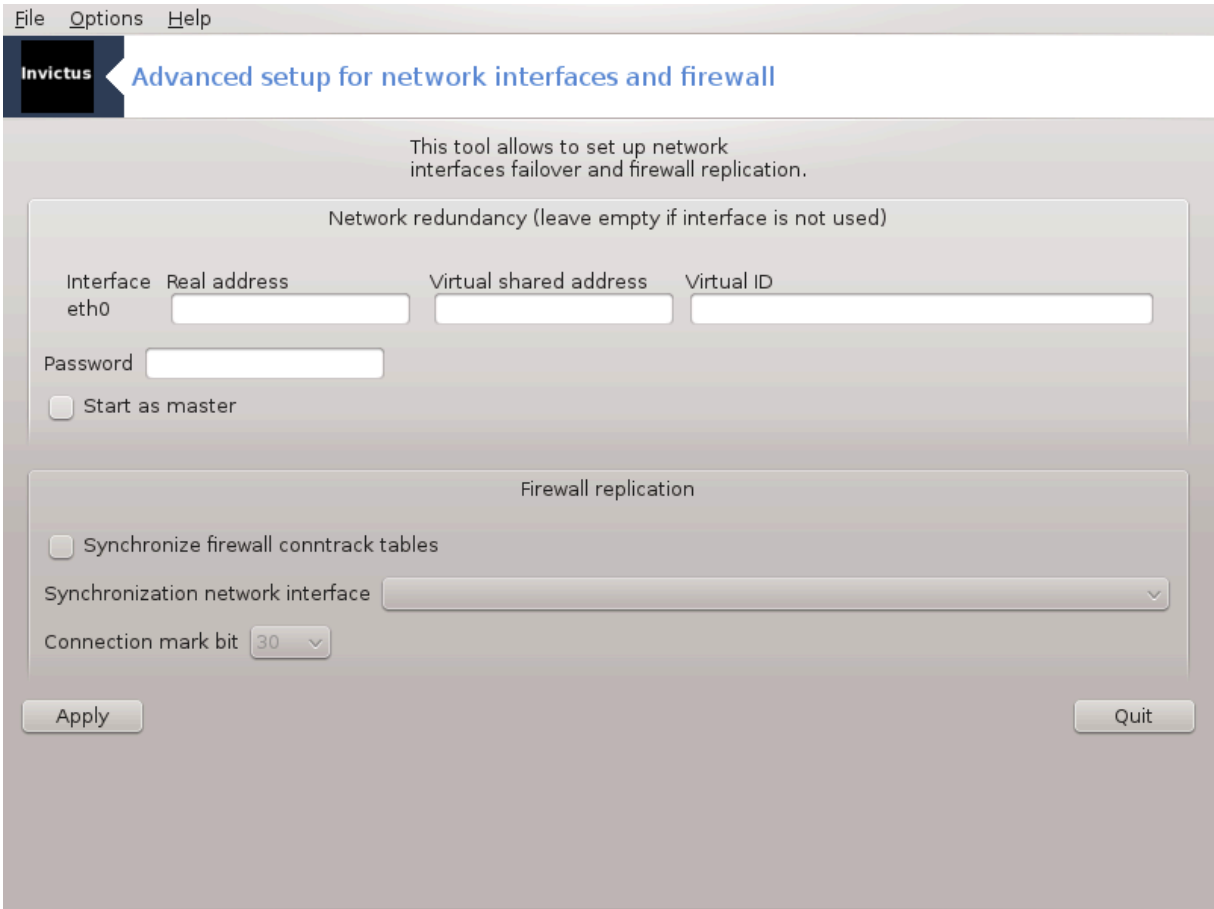 File Options Help
Invictus
Advanced setup for network interfaces and firewall
This tool allows to set up network
interfaces failover and firewall replication.
Network redundancy (leave empty if interface is not used)
Interface Real address Virtual shared address Virtual ID
eth0
Password
Start as master
Firewall replication
Synchronize firewall conntrack tables
Synchronization network interface
Connection mark bit 30
Apply Quit